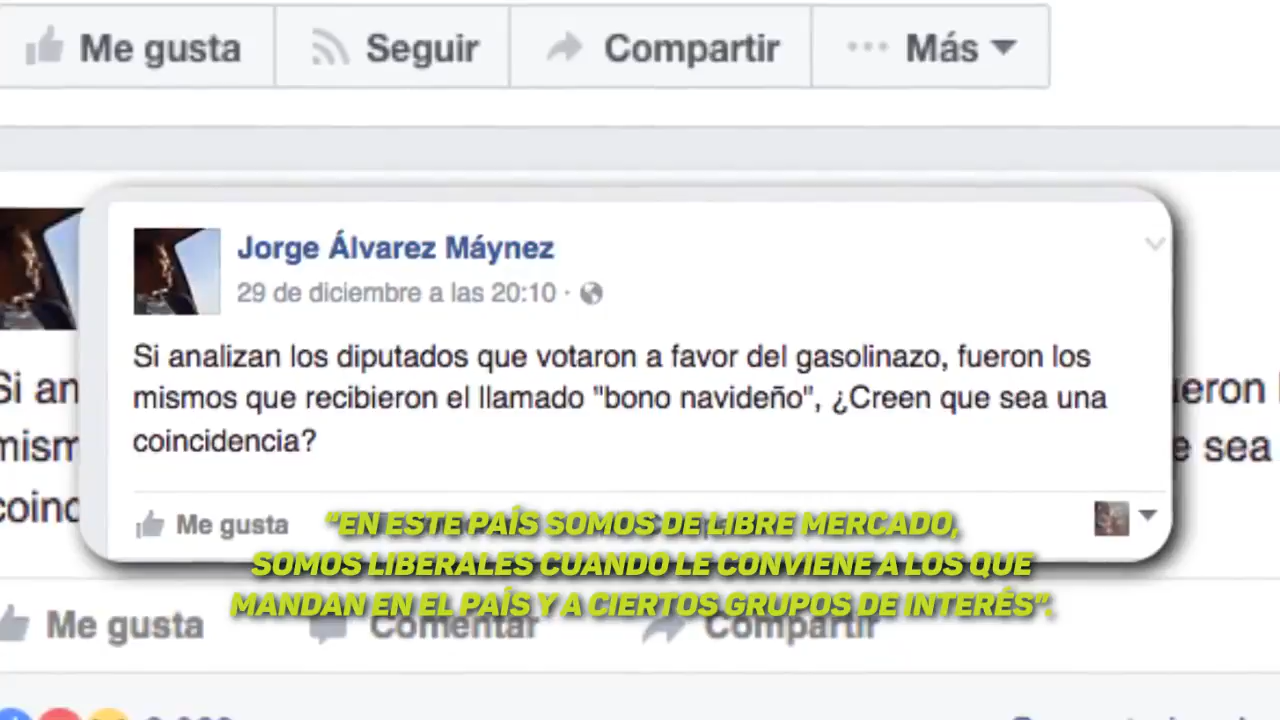 Me gusta Seguir Compartir ... Más
Jorge Álvarez Máynez
29 de diciembre a las 20:10 ·
Si analizan los diputados que votaron a favor del gasolinazo, fueron los
mismos que recibieron el llamado "bono navideño", ¿Creen que sea una
coincidencia?
Me gusta
“EN ESTE PAÍS SOMOS DE LIBRE MERCADO,
SOMOS LIBERALES CUANDO LE CONVIENE A LOS QUE
MANDAN EN EL PAÍS Y A CIERTOS GRUPOS DE INTERÉS”.
Me gusta Comentar Compartir